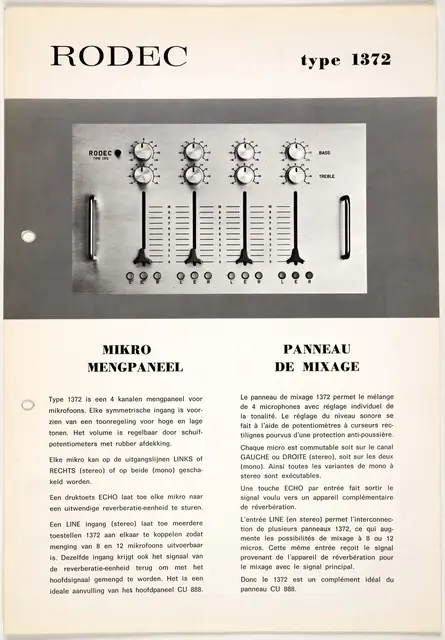 RODEC
type 1372
RODEC
BASS
TREBLE
L E R L E R L E R L E R
MIKRO
MENGPANEEL
Type 1372 is een 4 kanalen mengpaneel voor
mikrofoons. Elke symmetrische ingang is voor-
zien van een toonregeling voor hoge en lage
tonen. Het volume is regelbaar door schuif-
potentiometers met rubber afdekking.
Elke mikro kan op de uitgangslijnen LINKS of
RECHTS (stereo) of op beide (mono) gescha-
keld worden.
Een druktoets ECHO laat toe elke mikro naar
een uitwendige reverberatie-eenheid te sturen.
Een LINE ingang (stereo) laat toe meerdere
toestellen 1372 aan elkaar te koppelen zodat
menging van 8 en 12 mikrofoons uitvoerbaar
is. Dezelfde ingang krijgt ook het signaal van
de reverberatie-eenheid terug om met het
hoofdsignaal gemengd te worden. Het is een
ideale aanvulling van het hoofdpaneel CU 888.
PANNEAU
DE MIXAGE
Le panneau de mixage 1372 permet le mélange
de 4 microphones avec réglage individuel de
la tonalité. Le réglage du niveau sonore se
fait à l'aide de potentiomètres à curseurs rec-
tilignes pourvus d'une protection anti-poussière.
Chaque micro est commutable soit sur le canal
GAUCHE ou DROITE (stereo), soit sur les deux
(mono). Ainsi toutes les variantes de mono à
stereo sont exécutables.
Une touche ECHO par entrée fait sortir le
signal voulu vers un appareil complémentaire
de réverbération.
L'entrée LINE (en stereo) permet l'interconnec-
tion de plusieurs panneaux 1372, ce qui aug-
mente les possibilités de mixage à 8 ou 12
micros. Cette même entrée reçoit le signal
provenant de l'appareil de réverbération pour
le mixage avec le signal principal.
Donc le 1372 est un complément idéal du
panneau CU 888.